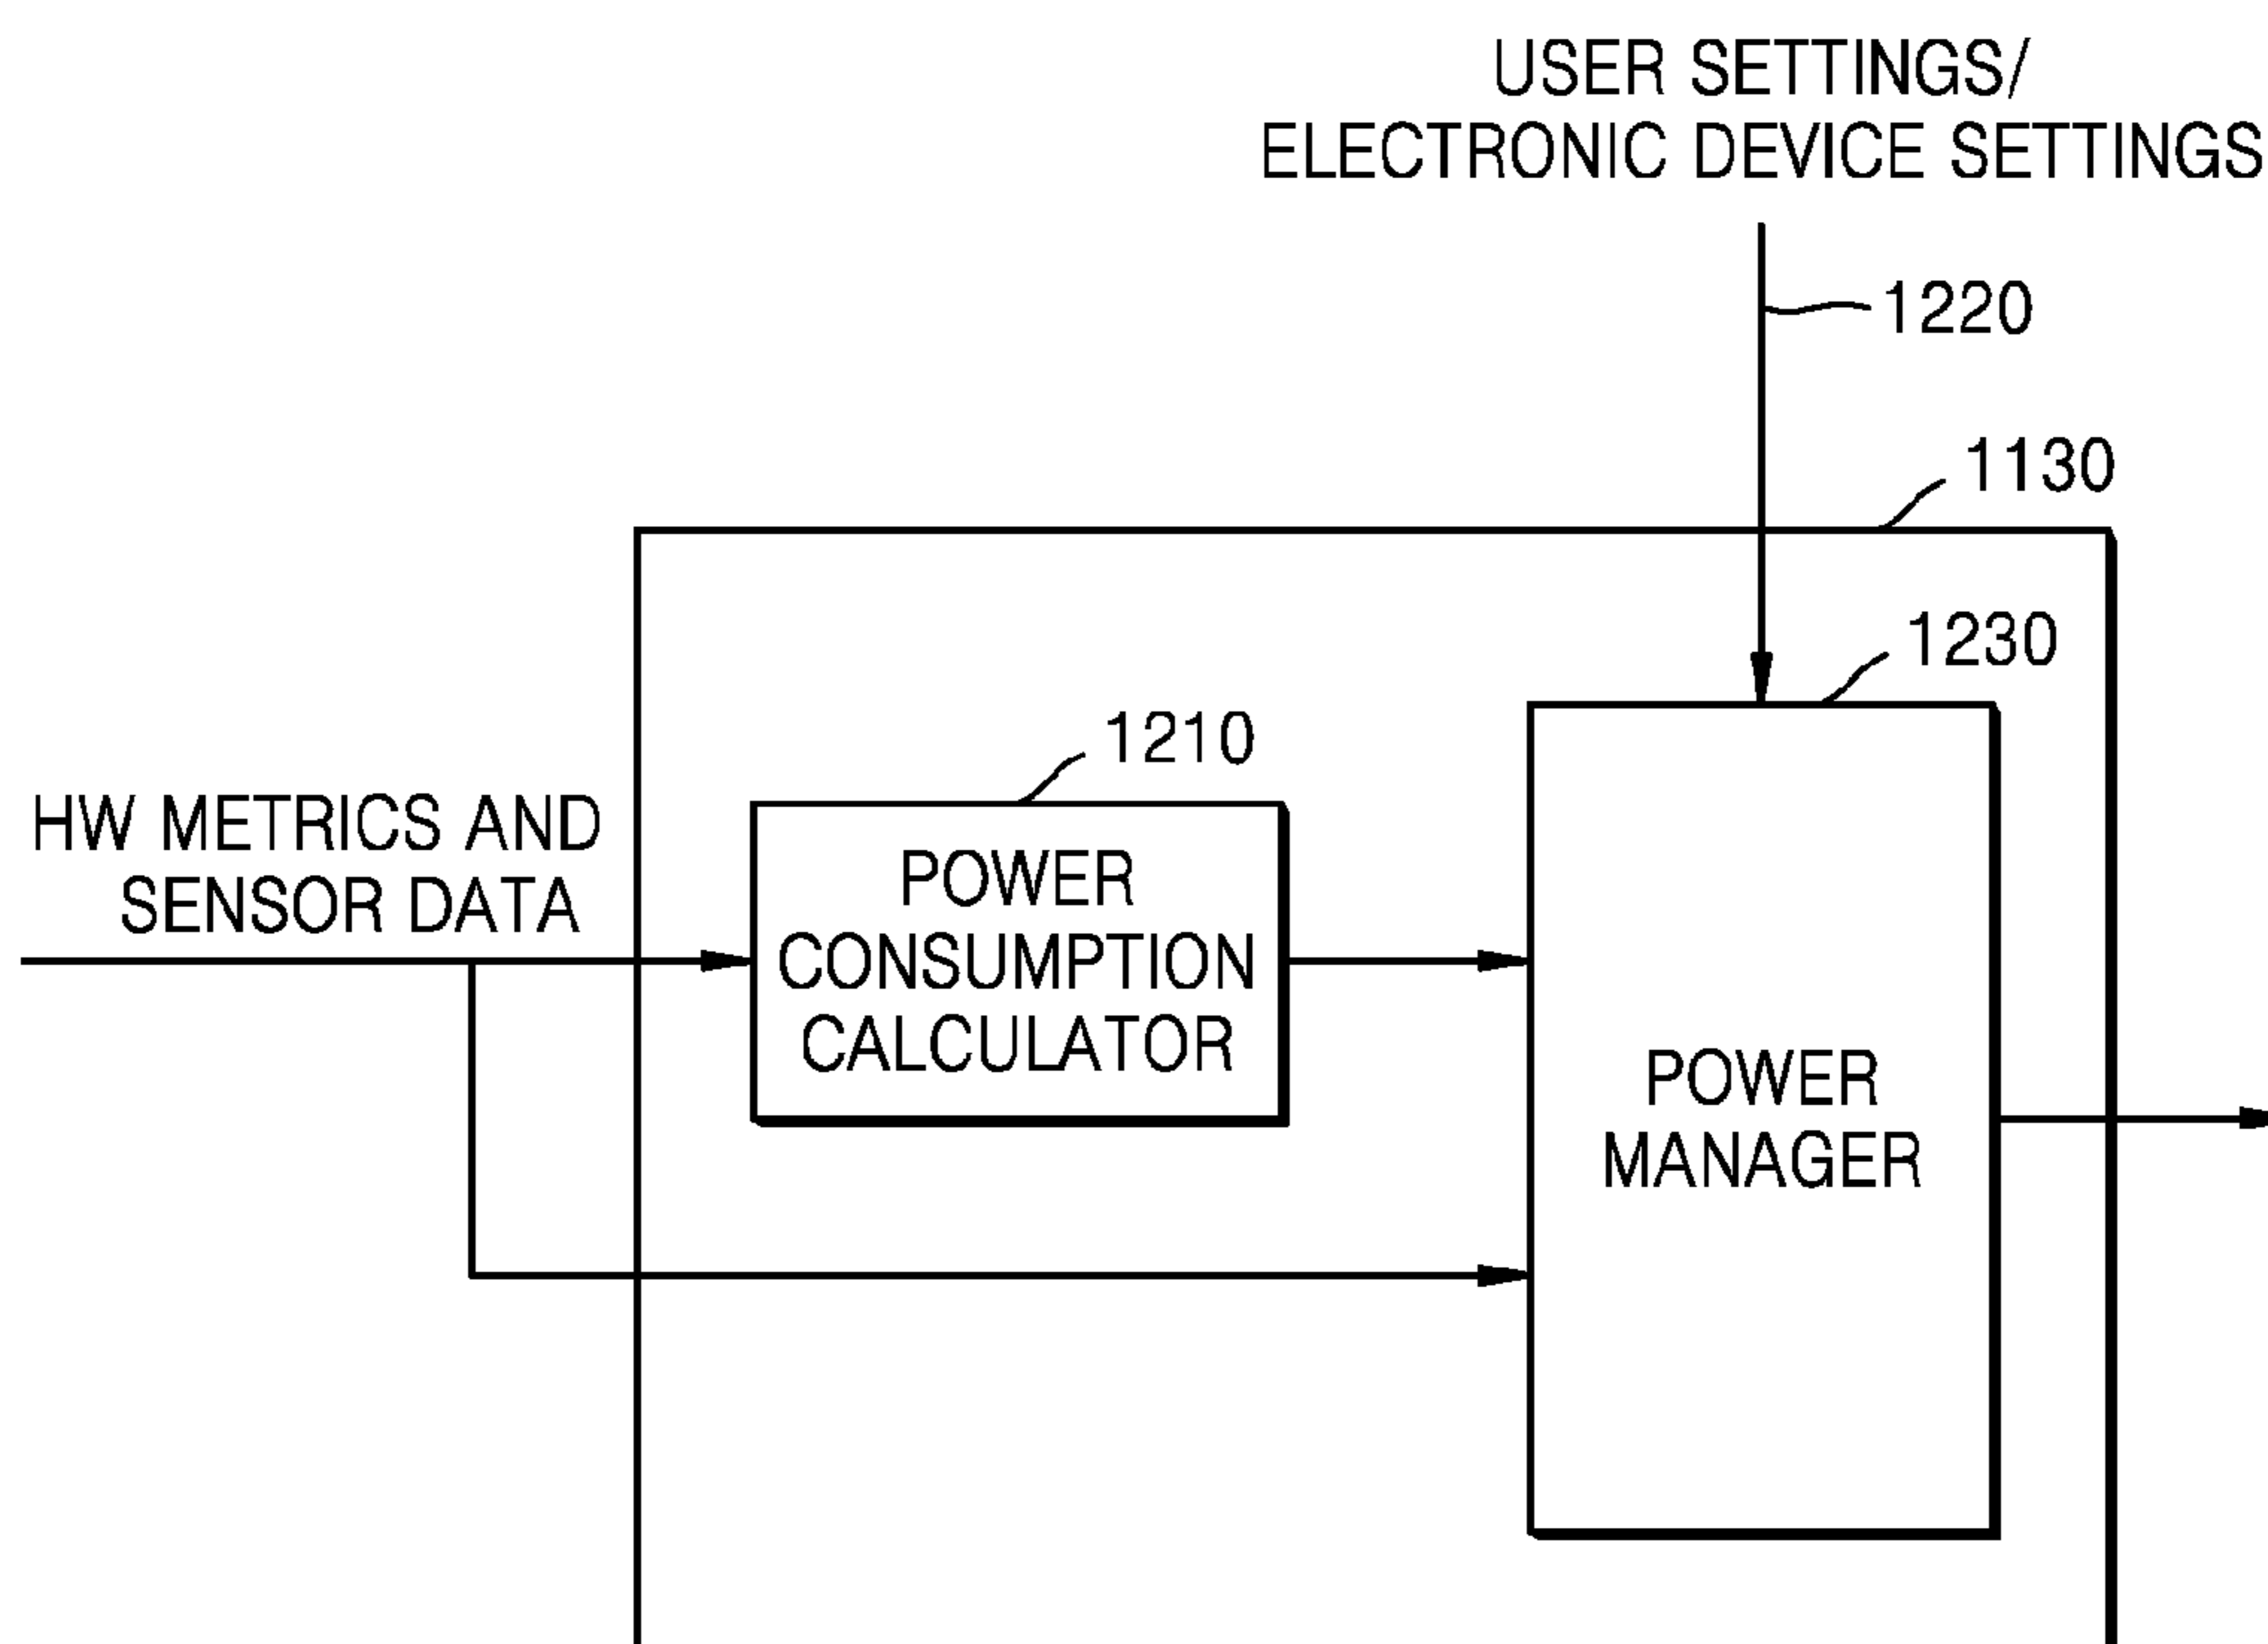 USER SETTINGS/
ELECTRONIC DEVICE SETTINGS
1220
1130
1230
1210
HW METRICS AND
SENSOR DATA
POWER
CONSUMPTION
CALCULATOR
POWER
MANAGER